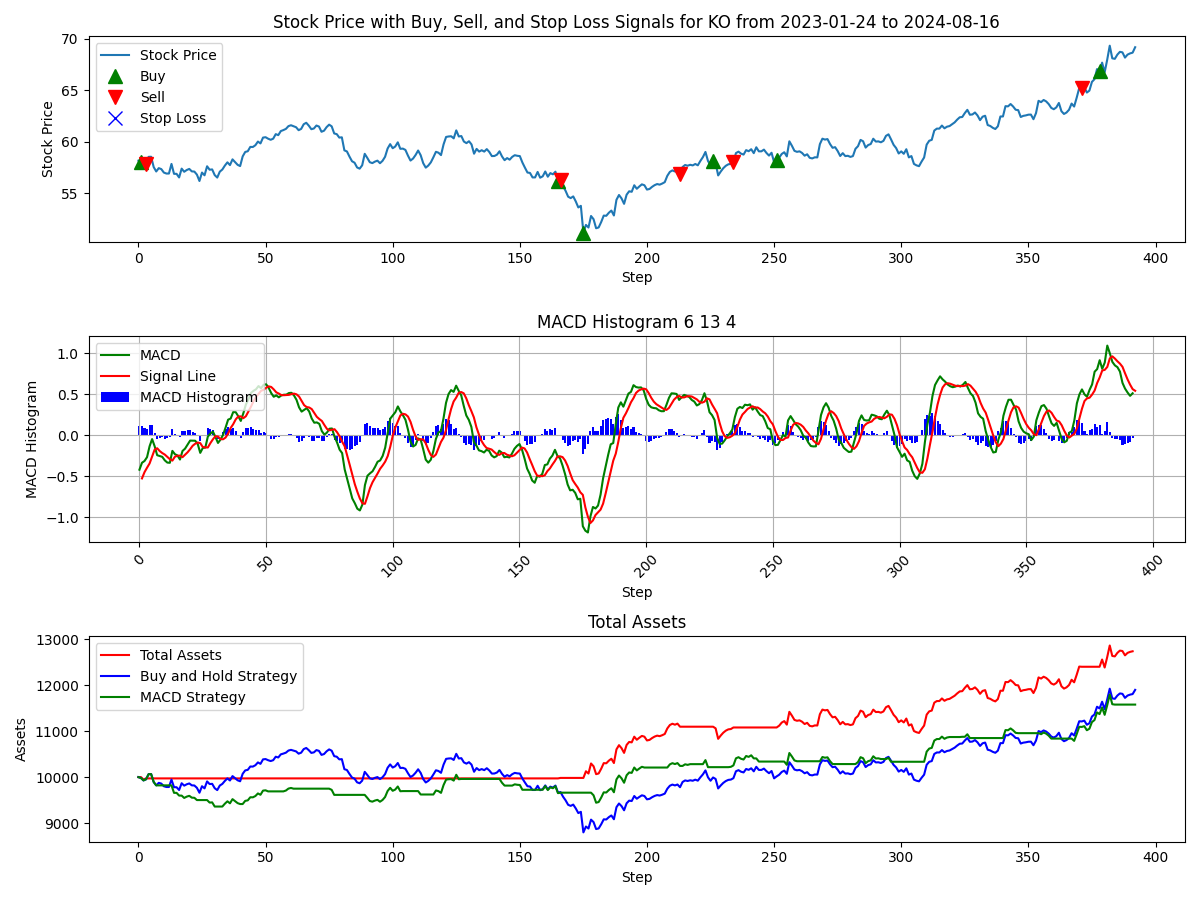 Stock Price with Buy, Sell, and Stop Loss Signals for KO from 2023-01-24 to 2024-08-16
70
65
60
55
Stock Price
Stock Price
Buy
Sell
Stop Loss
0 50 100 150 200 250 300 350 400
Step
MACD Histogram 6 13 4
1.0
0.5
0.0
−0.5
−1.0
MACD Histogram
MACD
Signal Line
MACD Histogram
0 50 100 150 200 250 300 350 400
Step
Total Assets
13000
12000
11000
10000
9000
Assets
Total Assets
Buy and Hold Strategy
MACD Strategy
0 50 100 150 200 250 300 350 400
Step